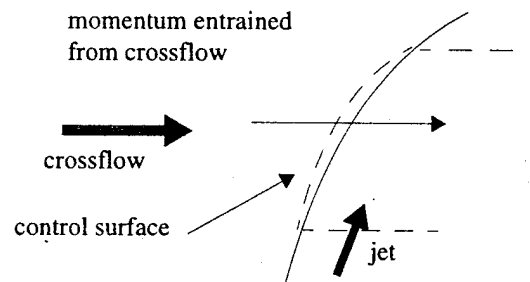 momentum entrained
from crossflow
crossflow
control surface
jet